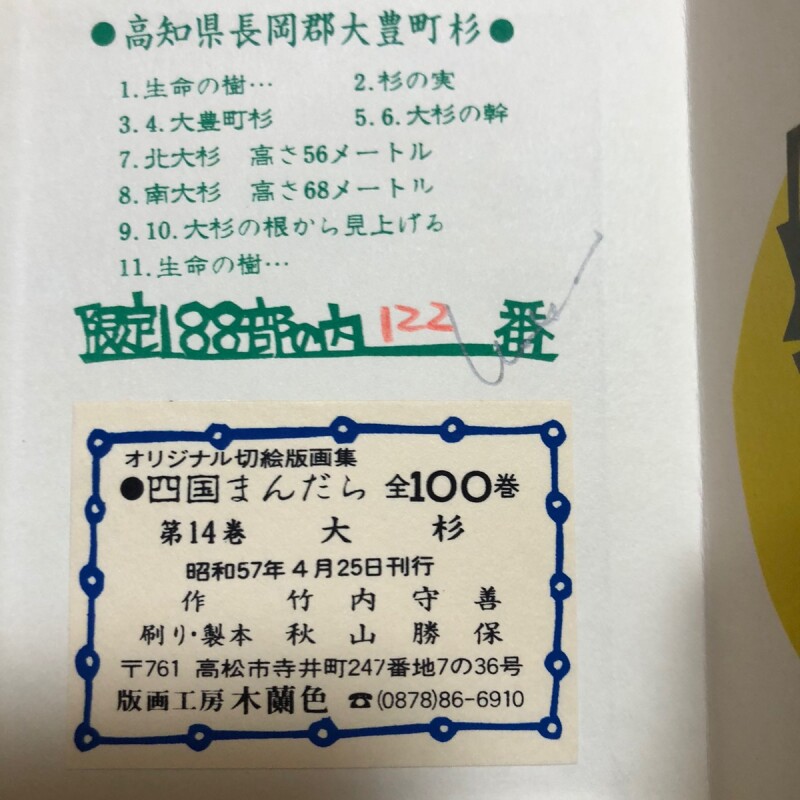 ●高知県長岡郡大豊町杉●
1.生命の樹… 2.杉の実
3.4.大豊町杉 5.6.大杉の幹
7.北大杉 高さ56メートル
8.南大杉 高さ68メートル
9.10.大杉の根から見上げる
11.生命の樹…
限定188部の内 122 番
オリジナル切絵版画集
●四国まんだら 全100巻
第14巻 大杉
昭和57年4月25日刊行
作 竹内守善
刷り・製本 秋山勝保
〒761 高松市寺井町247番地7の36号
版画工房木蘭色 ☎(0878)86-6910